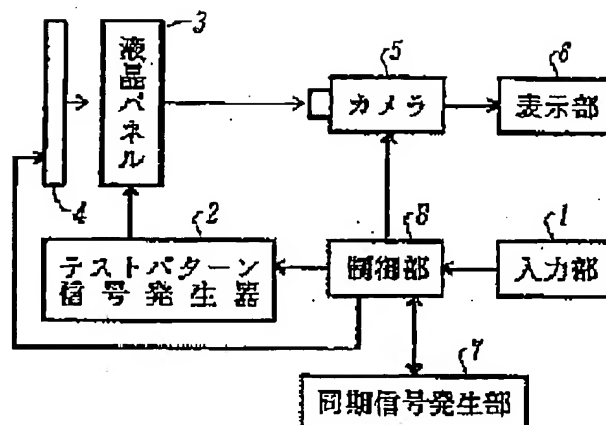 3
液晶パネル
5
カメラ
6
表示部
4
2
テストパターン
信号発生器
8
制御部
1
入力部
7
同期信号発生部